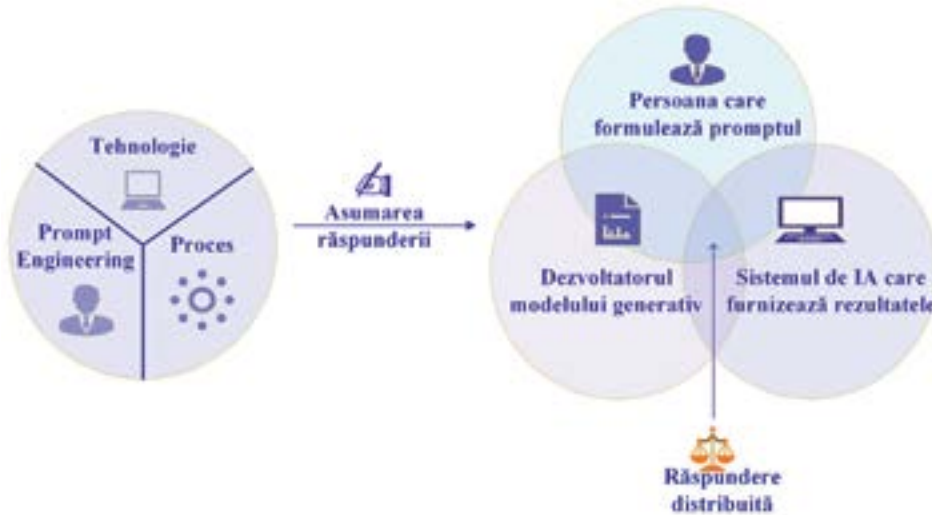 Tehnologie
Prompt
Engineering
Proces
Asumarea
răspunderii
Persoana care
formulează promptul
Dezvoltatorul
modelului generativ
Sistemul de IA care
furnizează rezultatele
Răspundere
distribuită